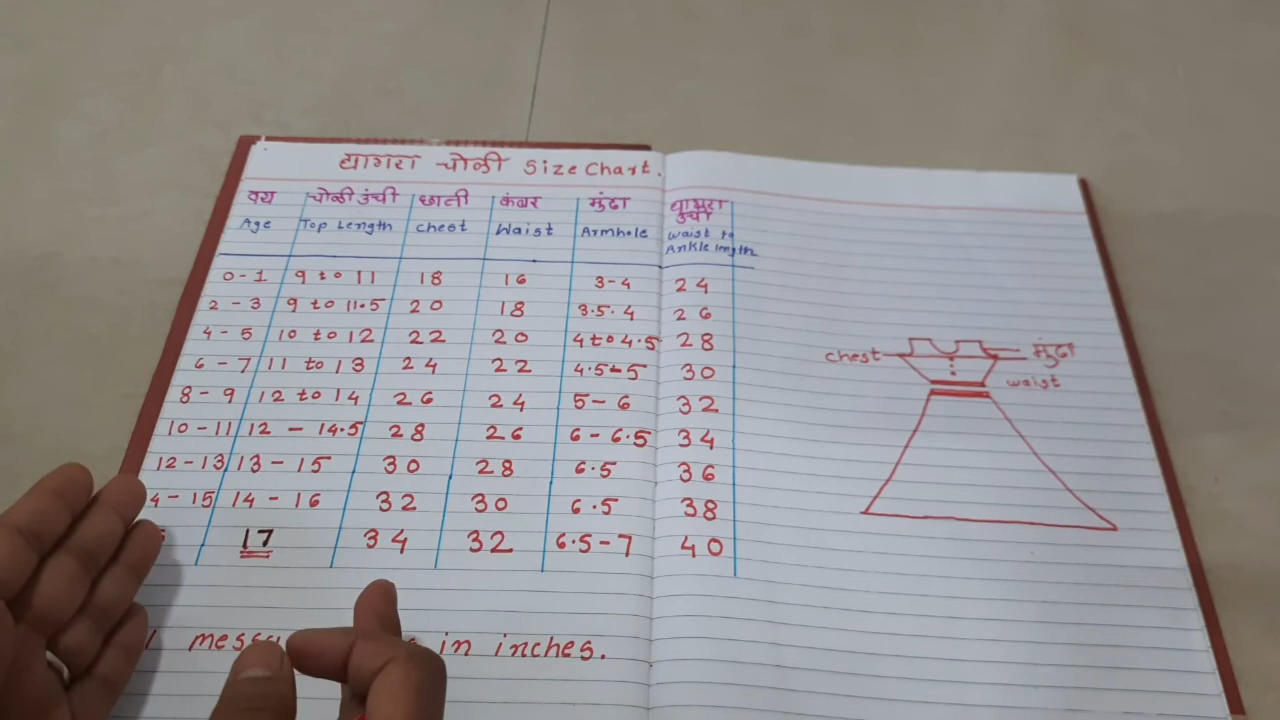 घागरा चोळी Size Chart.
वय चोळी उंची छाती कंबर मुंढा घागरा उंची
Age Top Length chest Waist Armhole waist to Ankle length
0-1 9 to 11 18 16 3-4 24
2-3 9 to 11.5 20 18 3.5.4 26
4-5 10 to 12 22 20 4 to 4.5 28
6-7 11 to 13 24 22 4.5-5 30
8-9 12 to 14 26 24 5-6 32
10-11 12-14.5 28 26 6-6.5 34
12-13 13-15 30 28 6.5 36
4-15 14-16 32 30 6.5 38
17 34 32 6.5-7 40
in inches.
chest मुंढा
waist